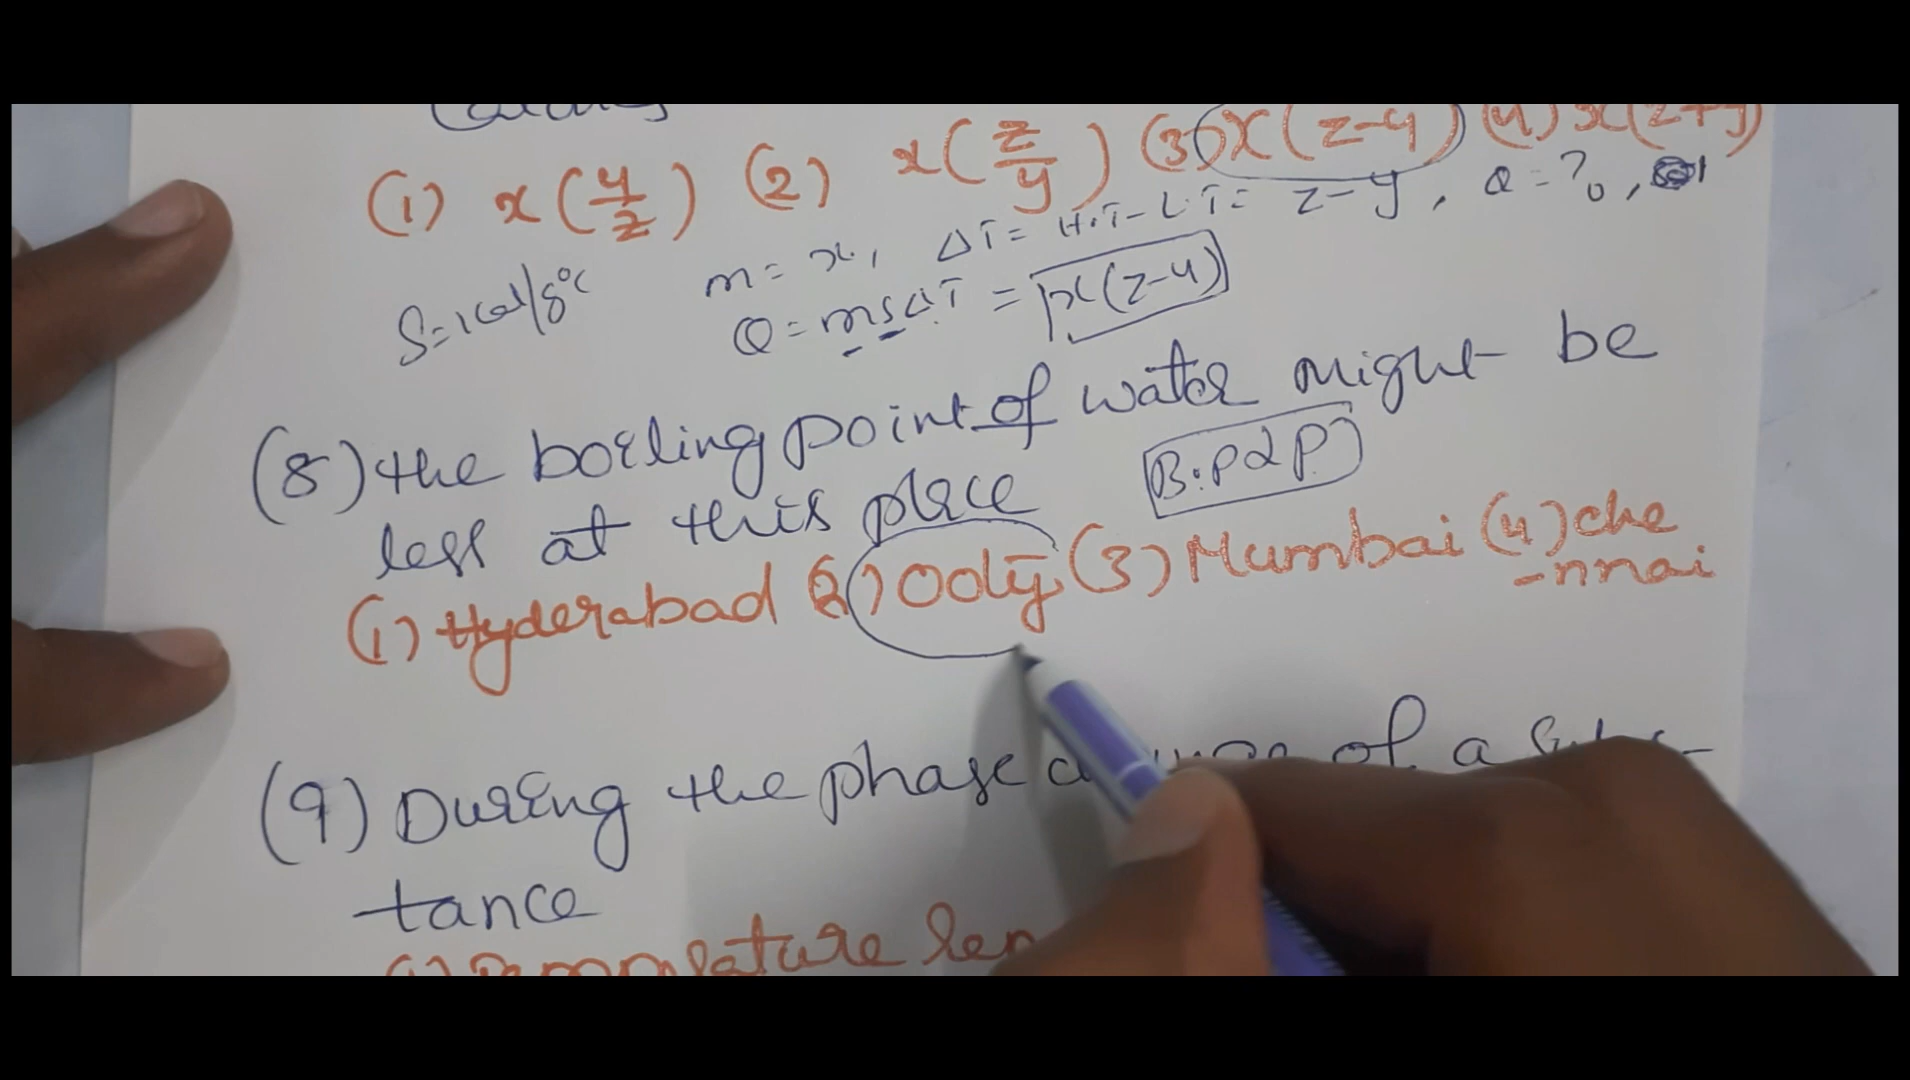 (1) x(y/z) (2) x(z/y) (3) x(z-y) (4) x(z+y)
m = x, ΔT = H.T - L.T = z-y, Q = ?
S=1cal/g°c Q = msΔT = x(z-y)
(8) the boiling point of water might be
less at this place B.P α P
(1) Hyderabad (2) Ooty (3) Mumbai (4) che
-nnai
(9) During the phase of a
tance